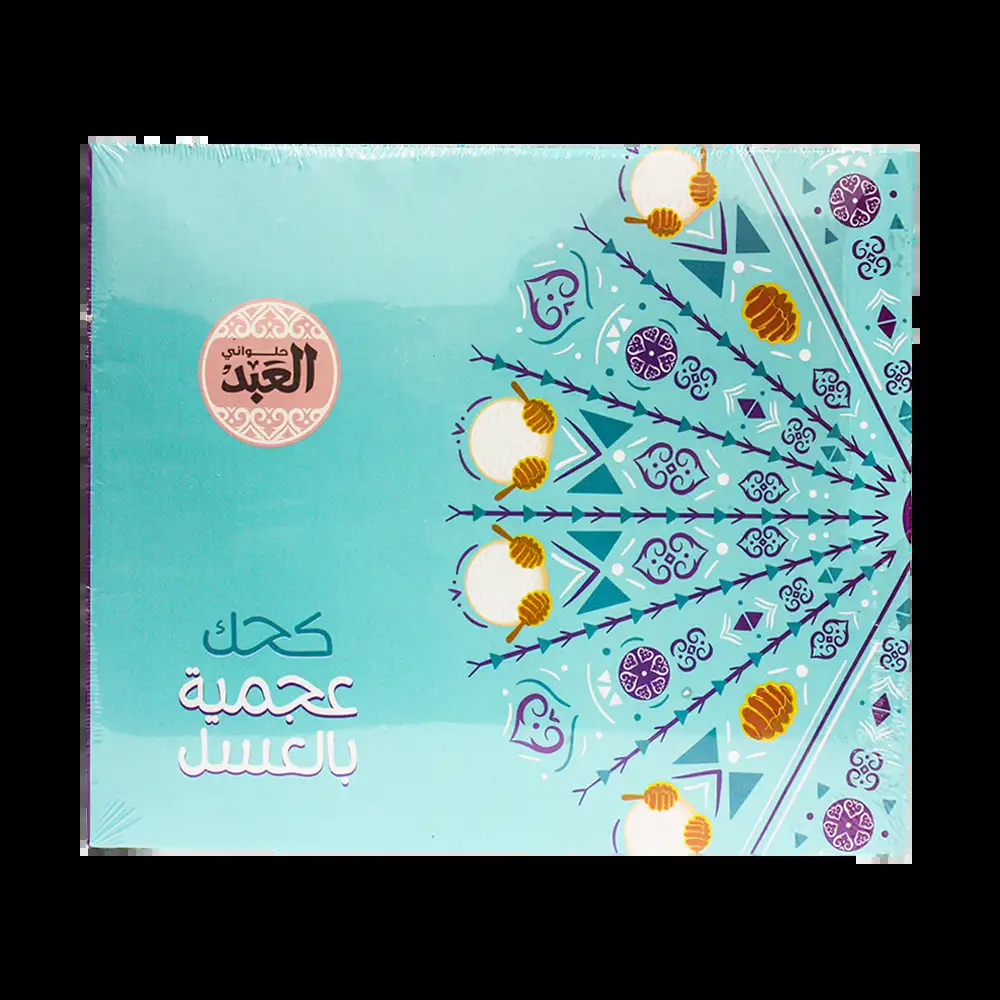 حلواني
العبد
كحك
عجمية
بالعسل